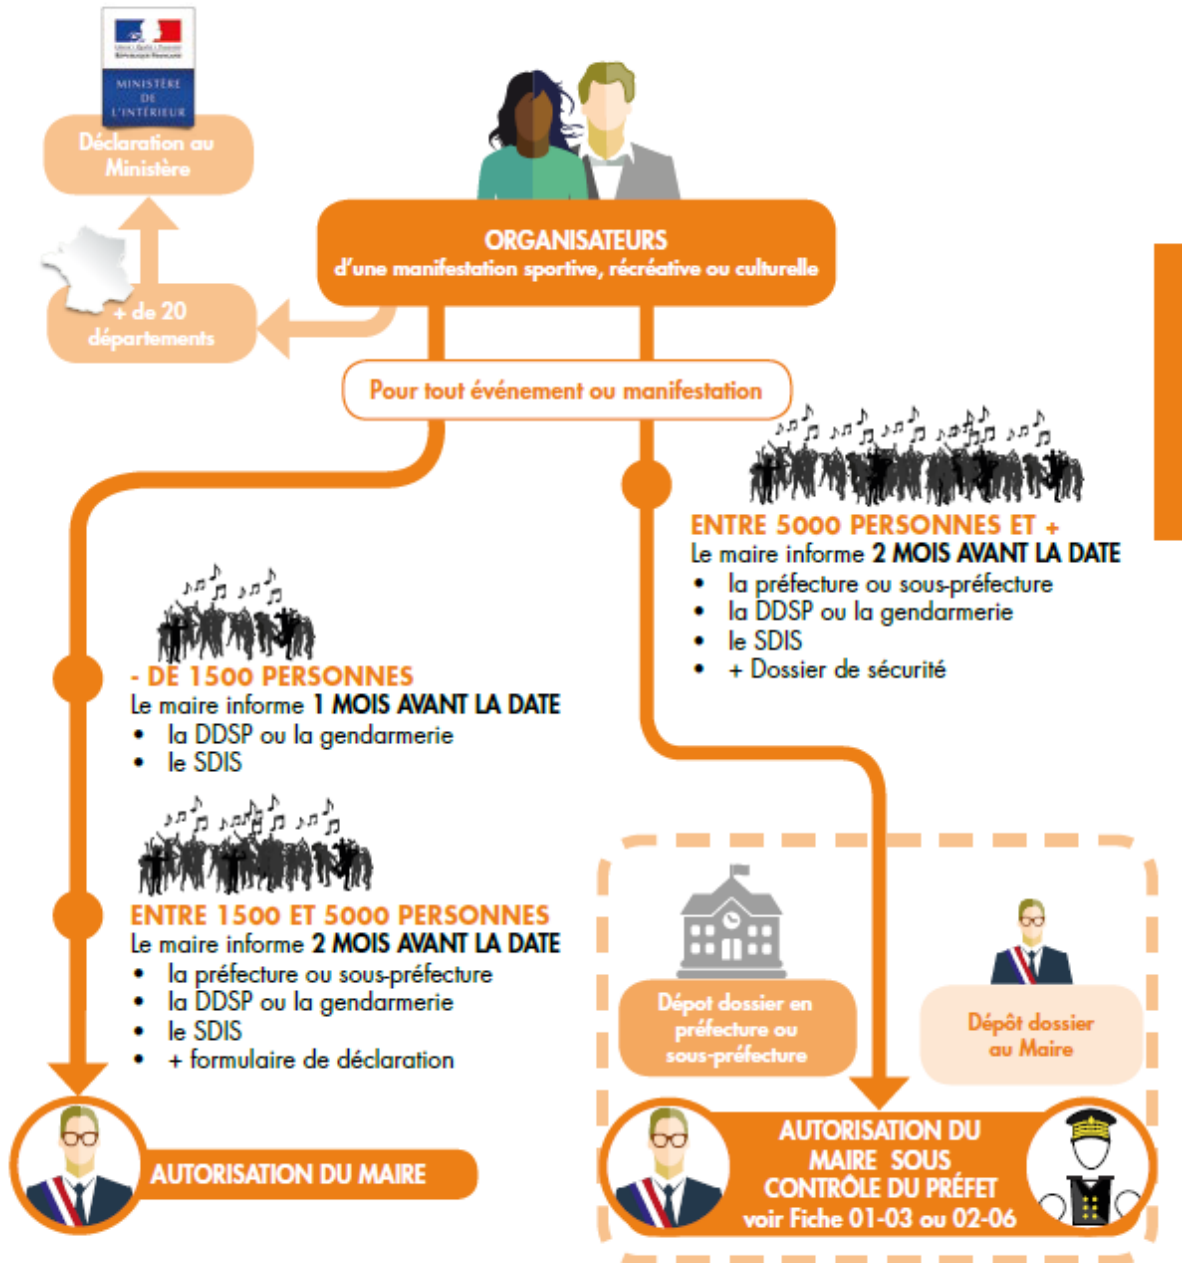 MINISTÈRE
DE
L'INTÉRIEUR
Déclaration au
Ministère
ORGANISATEURS
d'une manifestation sportive, récréative ou culturelle
+ de 20
départements
Pour tout événement ou manifestation
ENTRE 5000 PERSONNES ET +
Le maire informe 2 MOIS AVANT LA DATE
• la préfecture ou sous-préfecture
• la DDSP ou la gendarmerie
• le SDIS
• + Dossier de sécurité
- DE 1500 PERSONNES
Le maire informe 1 MOIS AVANT LA DATE
• la DDSP ou la gendarmerie
• le SDIS
ENTRE 1500 ET 5000 PERSONNES
Le maire informe 2 MOIS AVANT LA DATE
• la préfecture ou sous-préfecture
• la DDSP ou la gendarmerie
• le SDIS
• + formulaire de déclaration
AUTORISATION DU MAIRE
Dépot dossier en
préfecture ou
sous-préfecture
Dépôt dossier
au Maire
AUTORISATION DU
MAIRE SOUS
CONTRÔLE DU PRÉFET
voir Fiche 01-03 ou 02-06